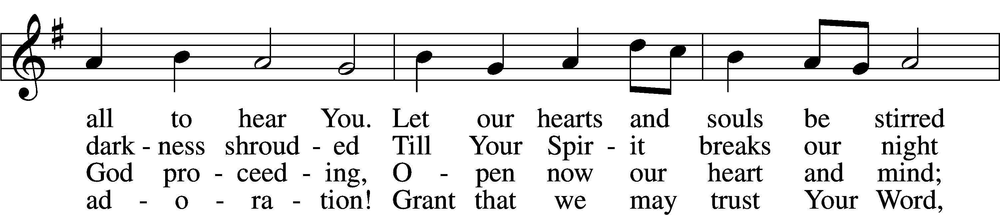 all to hear You. Let our hearts and souls be stirred
dark - ness shroud - ed Till Your Spir - it breaks our night
God pro - ceed - ing, O - pen now our heart and mind;
ad - o - ra - tion! Grant that we may trust Your Word,